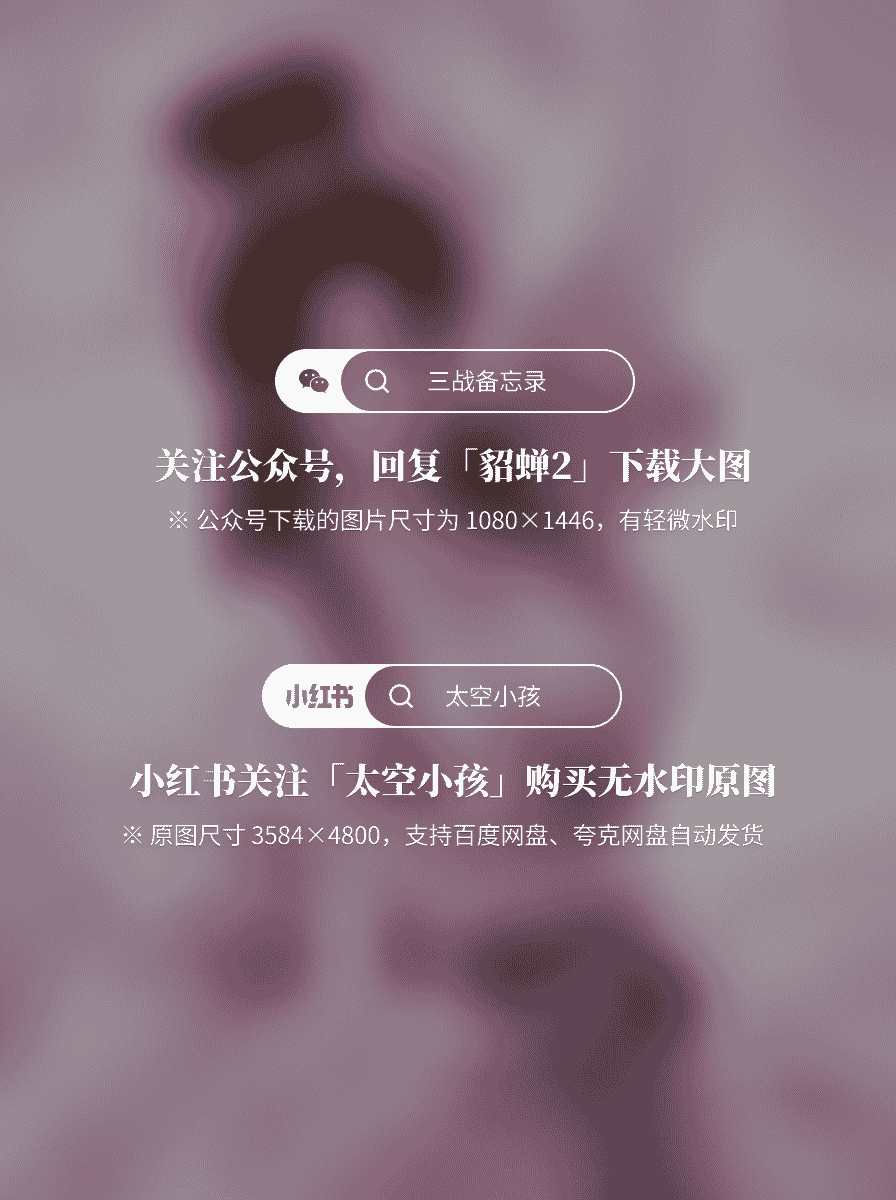 三战备忘录
关注公众号，回复「貂蝉2」下载大图
※ 公众号下载的图片尺寸为 1080×1446，有轻微水印
小红书
太空小孩
小红书关注「太空小孩」购买无水印原图
※ 原图尺寸 3584×4800，支持百度网盘、夸克网盘自动发货